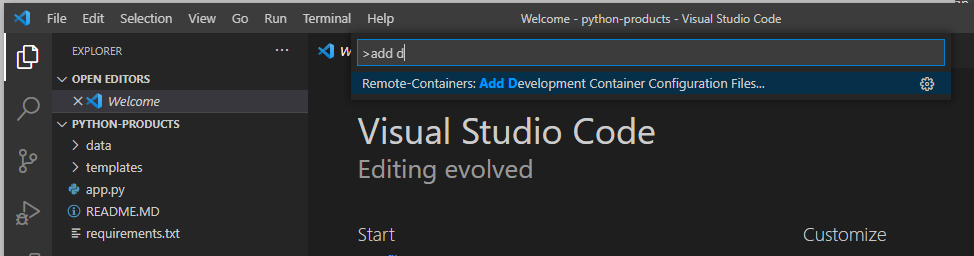 File Edit Selection View Go Run Terminal Help Welcome - python-products - Visual Studio Code
EXPLORER
>add d
OPEN EDITORS
Remote-Containers: Add Development Container Configuration Files...
Welcome
PYTHON-PRODUCTS
data
templates
app.py
README.MD
requirements.txt
Visual Studio Code
Editing evolved
Start
Customize